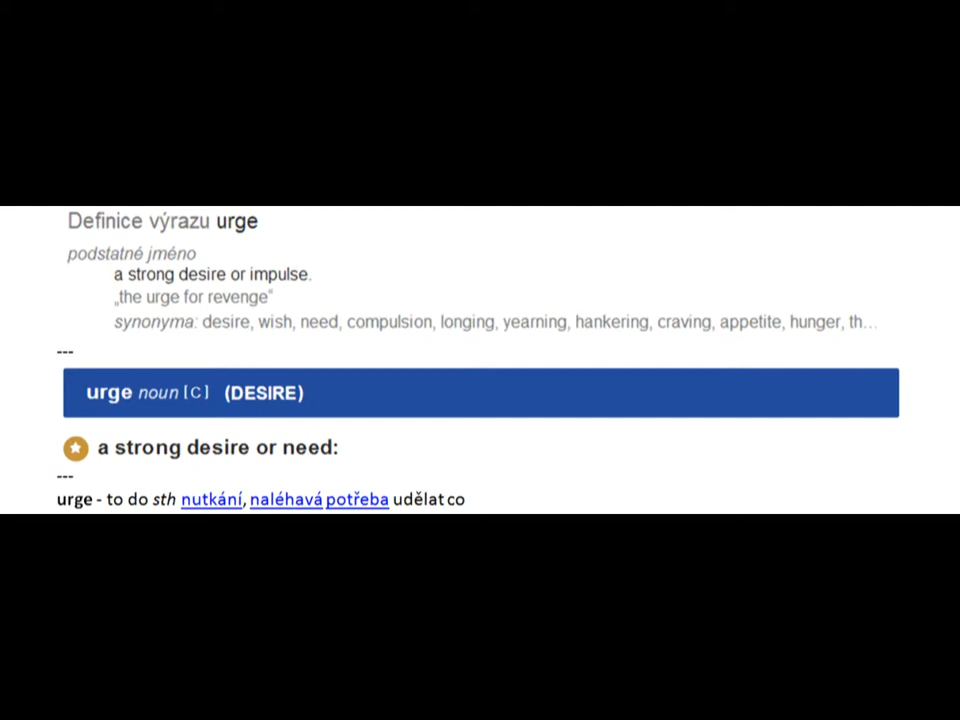 Definice výrazu urge
podstatné jméno
a strong desire or impulse.
„the urge for revenge“
synonyma: desire, wish, need, compulsion, longing, yearning, hankering, craving, appetite, hunger, th…
---
urge noun [C] (DESIRE)
a strong desire or need:
---
urge - to do sth nutkání, naléhavá potřeba udělat co